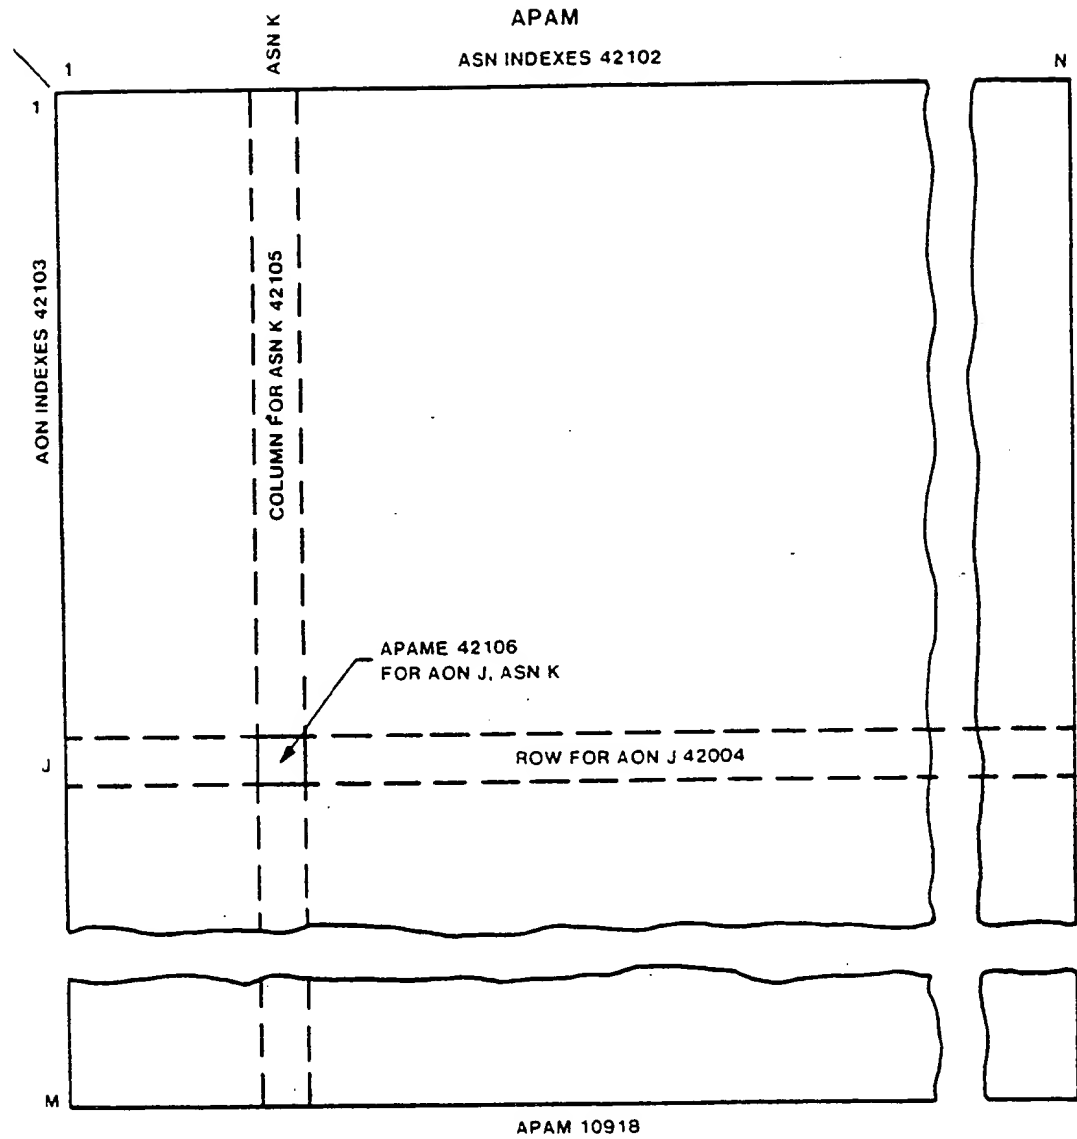 APAM
ASN INDEXES 42102
1
ASN K
N
1
AON INDEXES 42103
COLUMN FOR ASN K 42105
APAME 42106
FOR AON J, ASN K
J
ROW FOR AON J 42004
M
APAM 10918